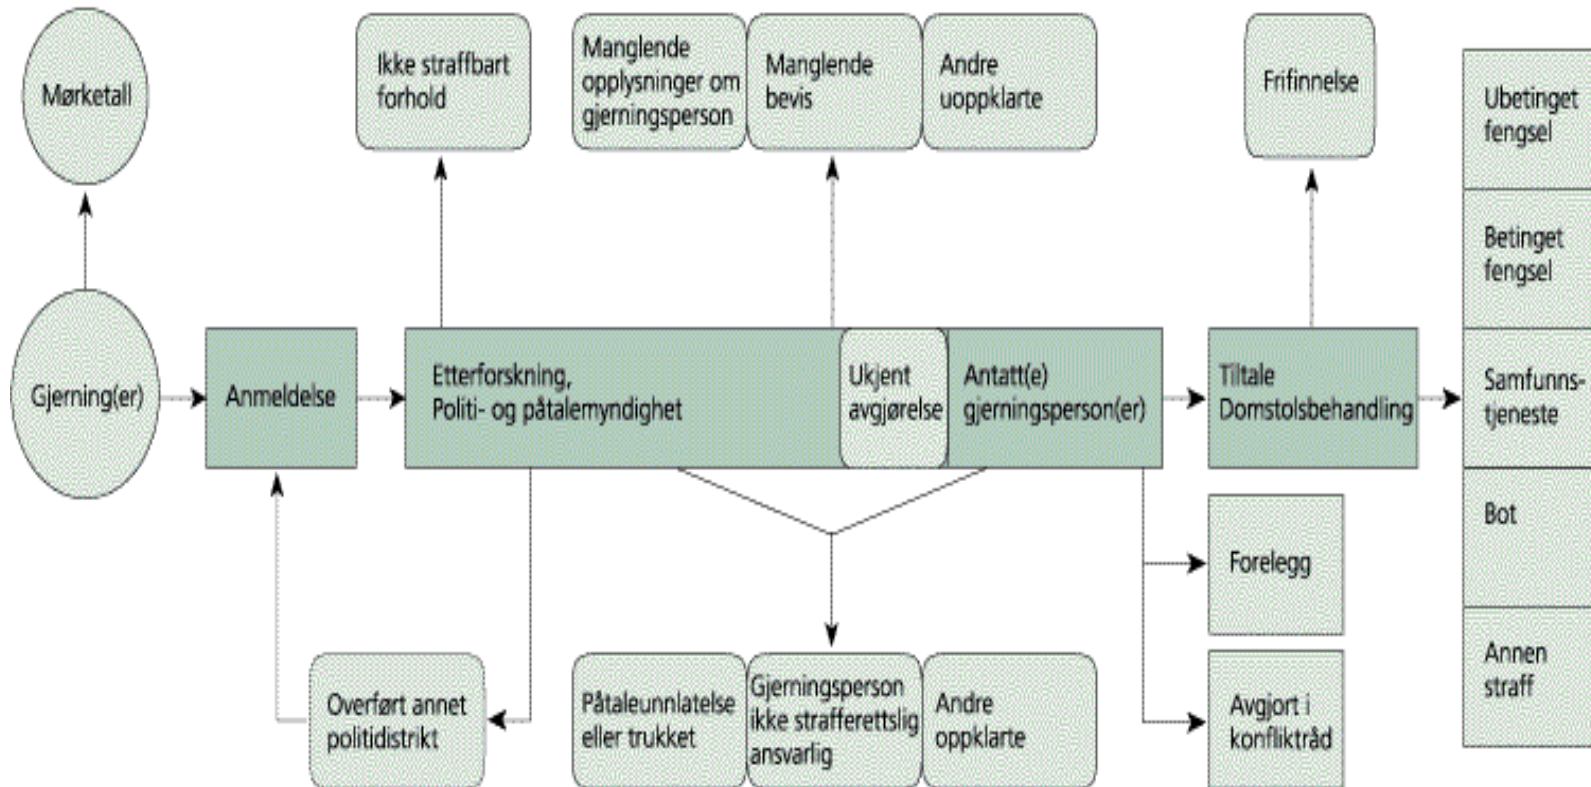 Mørketall
Ikke straffbart
forhold
Manglende
opplysninger om
gjerningsperson
Manglende
bevis
Andre
uoppklarte
Frifinnelse
Ubetinget
fengsel
Betinget
fengsel
Samfunns-
tjeneste
Bot
Annen
straff
Gjerning(er)
Anmeldelse
Etterforskning,
Politi- og påtalemyndighet
Ukjent
avgjørelse
Antatt(e)
gjerningsperson(er)
Tiltale
Domstolsbehandling
Forelegg
Overført annet
politidistrikt
Påtaleunnlatelse
eller trukket
Gjerningsperson
ikke strafferettslig
ansvarlig
Andre
oppklarte
Avgjort i
konfliktråd